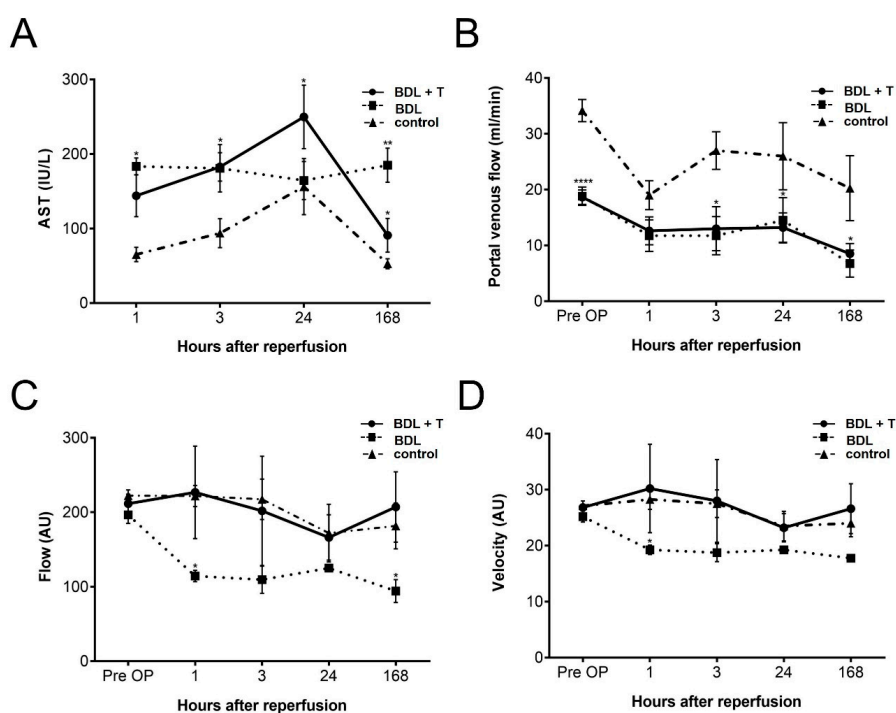 A
AST (IU/L)
300
200
100
0
*
*
*
**
*
BDL + T
BDL
control
1 3 24 168
Hours after reperfusion
B
Portal venous flow (ml/min)
40
30
20
10
0
****
*
*
*
BDL + T
BDL
control
Pre OP 1 3 24 168
Hours after reperfusion
C
Flow (AU)
300
200
100
0
*
*
*
BDL + T
BDL
control
Pre OP 1 3 24 168
Hours after reperfusion
D
Velocity (AU)
40
30
20
10
0
*
BDL + T
BDL
control
Pre OP 1 3 24 168
Hours after reperfusion